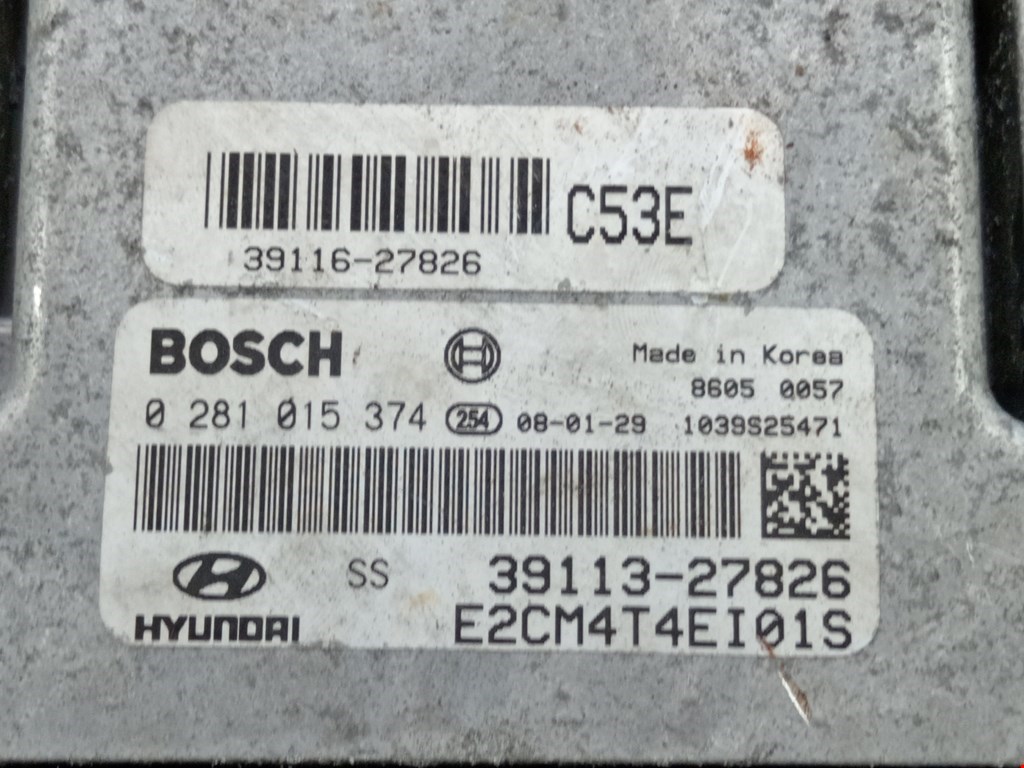 C53E
39116-27826
BOSCH
Made in Korea
8605 0057
0 281 015 374 254 08-01-29 1039S25471
SS 39113-27826
HYUNDAI E2CM4T4EI01S